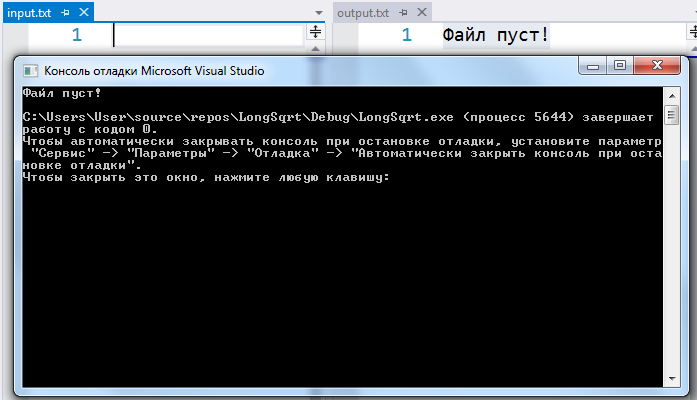 input.txt
output.txt
1
1 Файл пуст!
Консоль отладки Microsoft Visual Studio
Файл пуст!
C:\Users\User\source\repos\LongSqrt\Debug\LongSqrt.exe (процесс 5644) завершает
работу с кодом 0.
Чтобы автоматически закрывать консоль при остановке отладки, установите параметр
"Сервис" -> "Параметры" -> "Отладка" -> "Автоматически закрыть консоль при оста
новке отладки".
Чтобы закрыть это окно, нажмите любую клавишу: